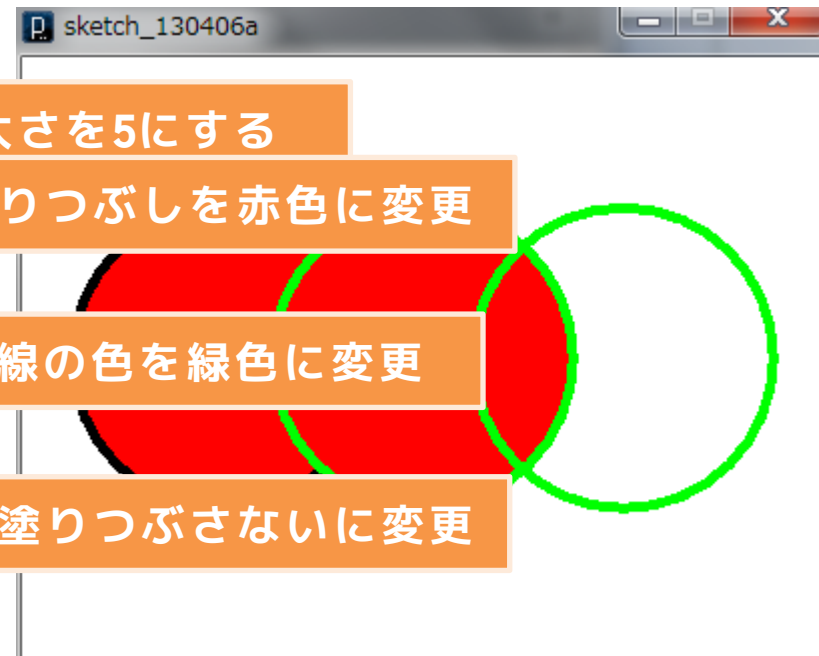 sketch_130406a
さを5にする
りつぶしを赤色に変更
線の色を緑色に変更
塗りつぶさないに変更